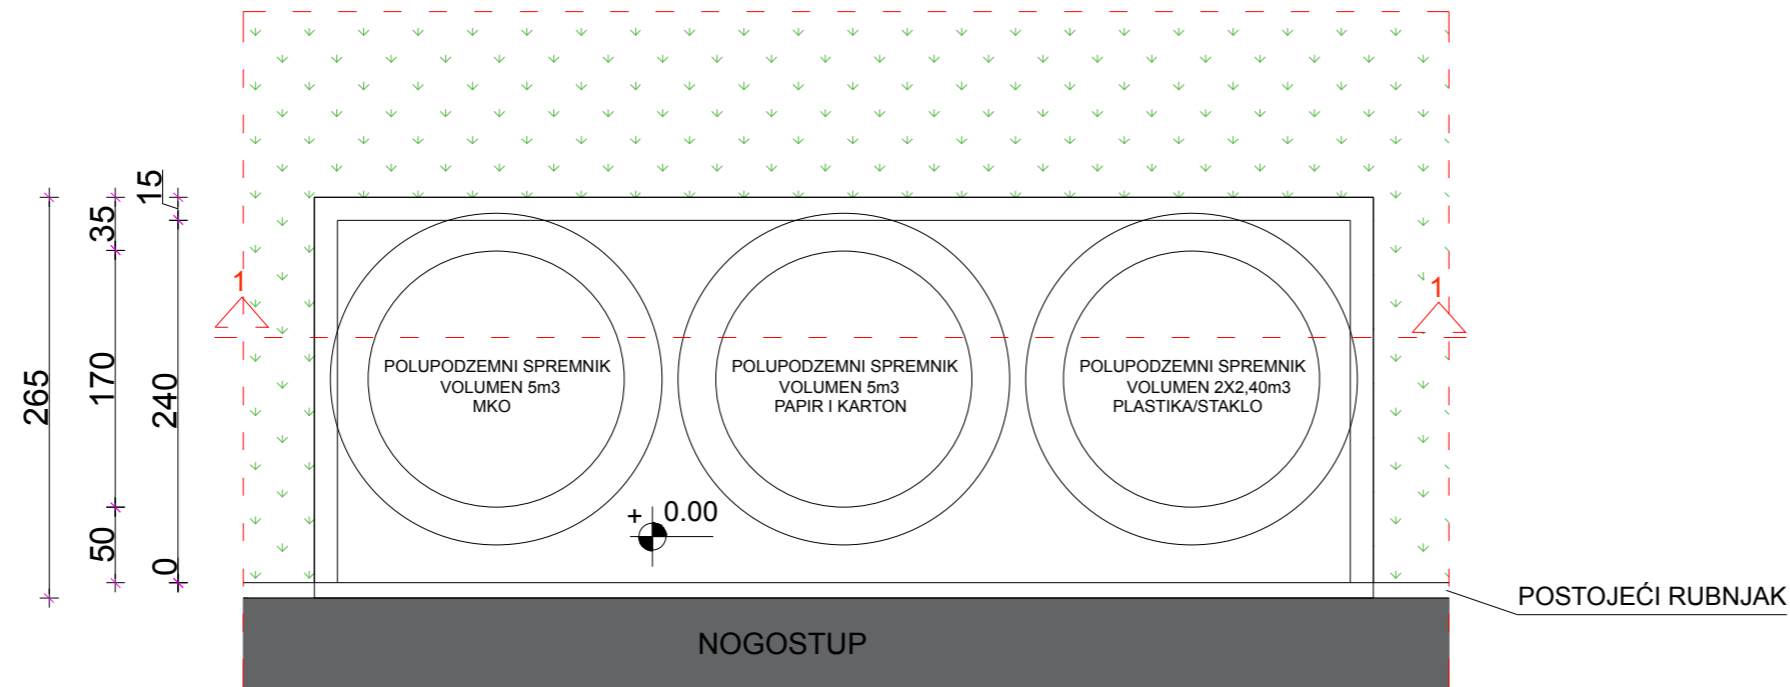 15
35
1
1
265
170
240
POLUPODZEMNI SPREMNIK
VOLUMEN 5m3
MKO
POLUPODZEMNI SPREMNIK
VOLUMEN 5m3
PAPIR I KARTON
POLUPODZEMNI SPREMNIK
VOLUMEN 2X2,40m3
PLASTIKA/STAKLO
+ 0.00
50
0
POSTOJEĆI RUBNJAK
NOGOSTUP